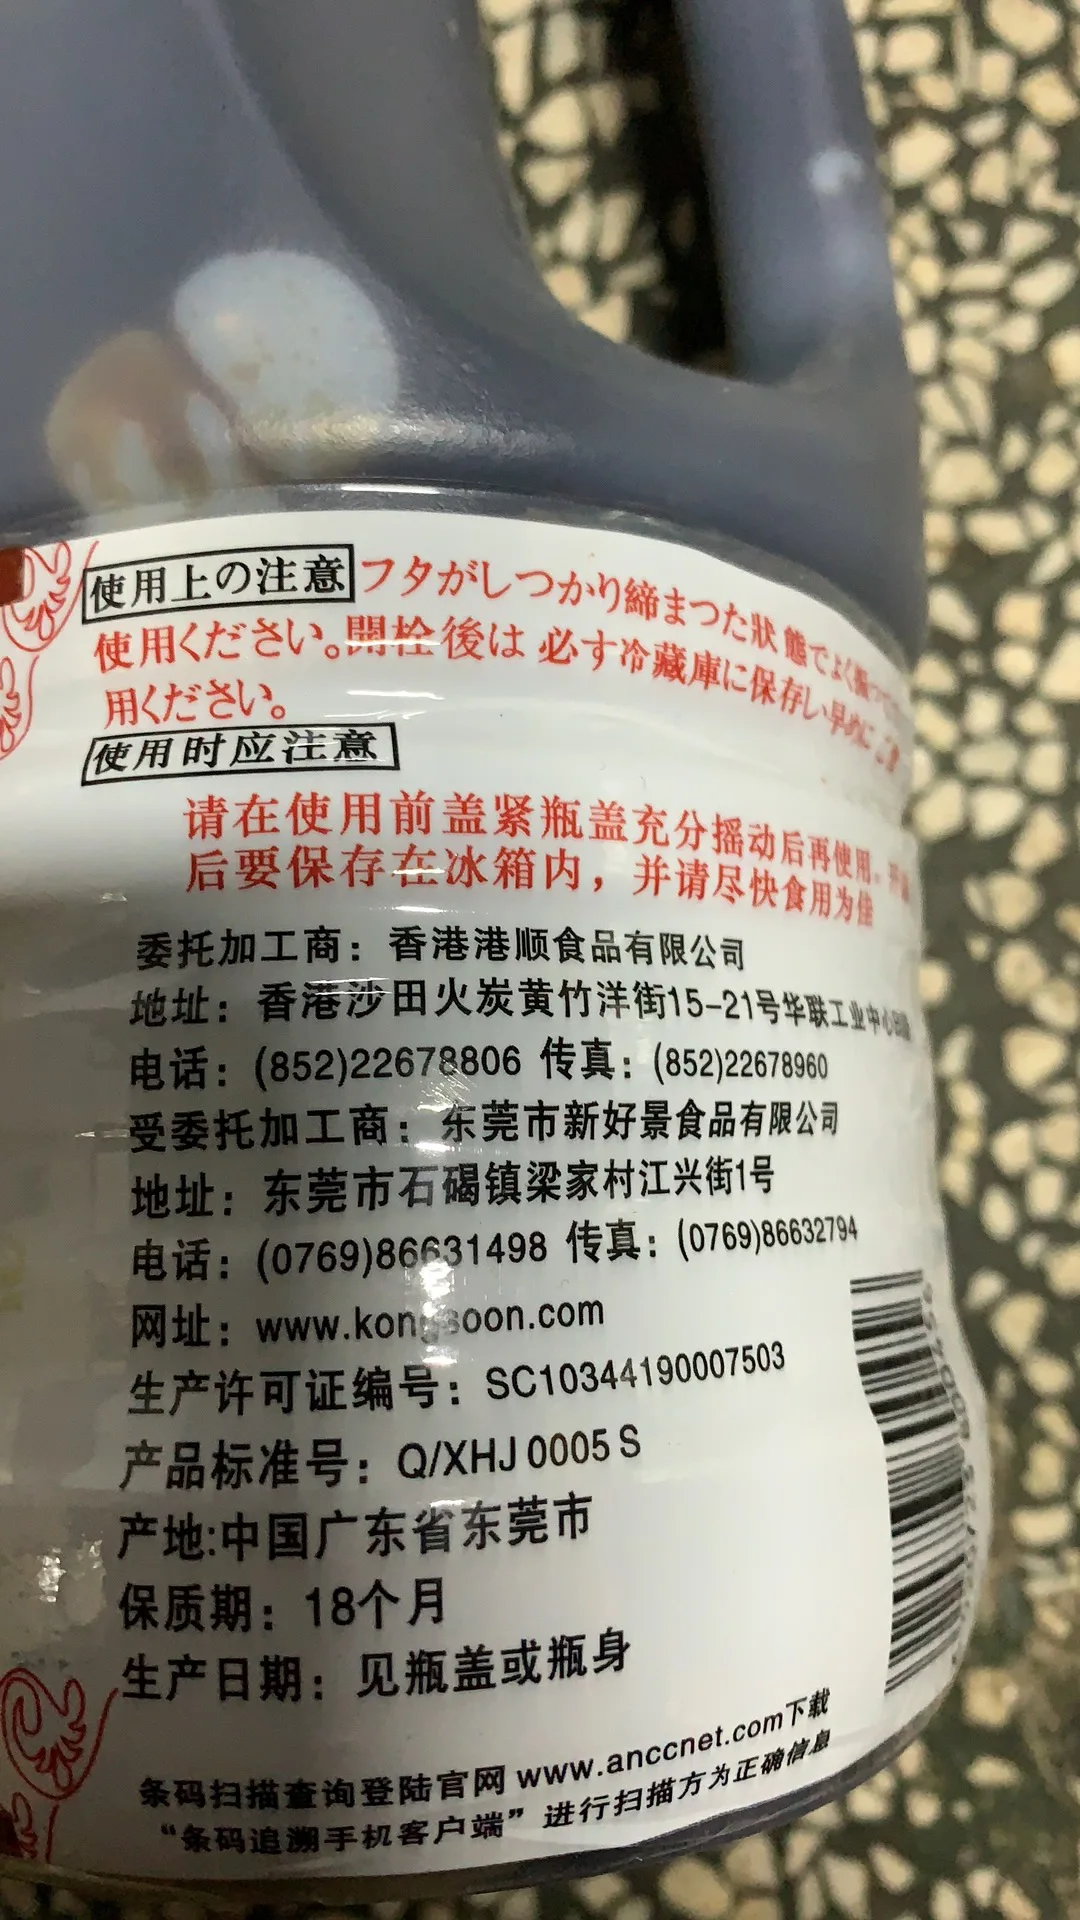 使用上の注意 フタがしつかり締まつた狀態でよく振つて
使用ください。開栓後は 必す冷藏庫に保存しい早めに ご
用ください。
使用时应注意
请在使用前盖紧瓶盖充分摇动后再使用。开
后要保存在冰箱内，并请尽快食用为佳
委托加工商：香港港顺食品有限公司
地址：香港沙田火炭黄竹洋街15-21号华联工业中心
电话：(852)22678806 传真：(852)22678960
受委托加工商：东莞市新好景食品有限公司
地址：东莞市石碣镇梁家村江兴街1号
电话：(0769)86631498 传真：(0769)86632794
网址：www.kongsoon.com
生产许可证编号：SC10344190007503
产品标准号：Q/XHJ 0005 S
产地:中国广东省东莞市
保质期：18个月
生产日期：见瓶盖或瓶身
条码扫描查询登陆官网 www.anccnet.com下载
“条码追溯手机客户端”进行扫描方为正确信息